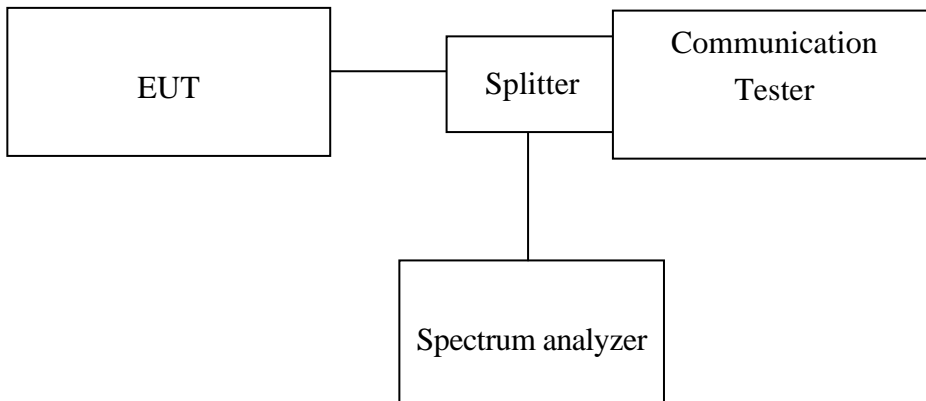 EUT
Splitter
Communication
Tester
Spectrum analyzer